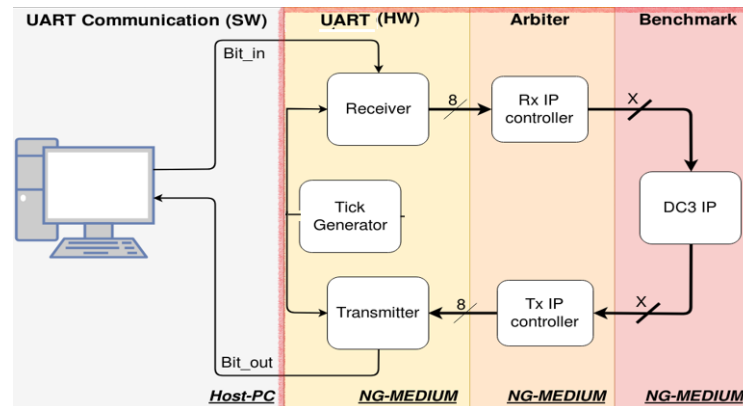 UART Communication (SW)
UART (HW)
Arbiter
Benchmark
Bit_in
Receiver
8
Rx IP
controller
X
Tick
Generator
DC3 IP
Transmitter
8
Tx IP
controller
X
Bit_out
Host-PC
NG-MEDIUM
NG-MEDIUM
NG-MEDIUM